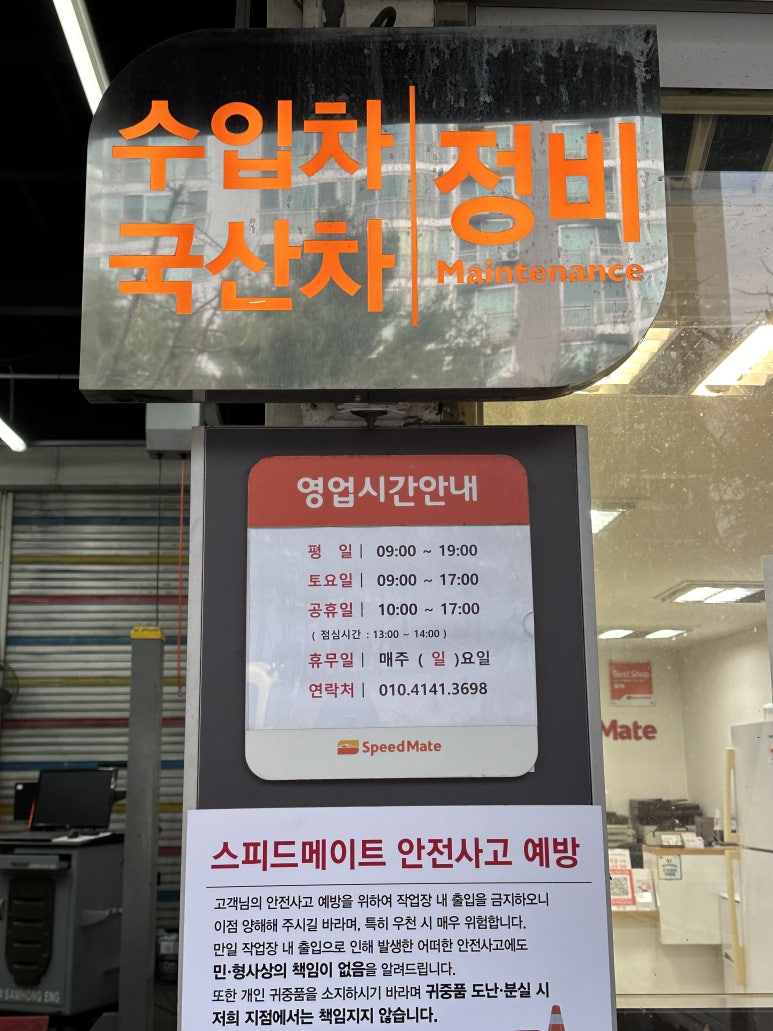 수입차
국산차
정비
Maintenance
영업시간안내
평 일 | 09:00 ~ 19:00
토요일 | 09:00 ~ 17:00
공휴일 | 10:00 ~ 17:00
( 점심시간 : 13:00 ~ 14:00 )
휴무일 | 매주 ( 일 )요일
연락처 | 010.4141.3698
SpeedMate
Best Shop
Mate
스피드메이트 안전사고 예방
고객님의 안전사고 예방을 위하여 작업장 내 출입을 금지하오니
이점 양해해 주시길 바라며, 특히 우천 시 매우 위험합니다.
만일 작업장 내 출입으로 인해 발생한 어떠한 안전사고에도
민·형사상의 책임이 없음을 알려드립니다.
또한 개인 귀중품을 소지하시기 바라며 귀중품 도난·분실 시
저희 지점에서는 책임지지 않습니다.
SANHONG ENG